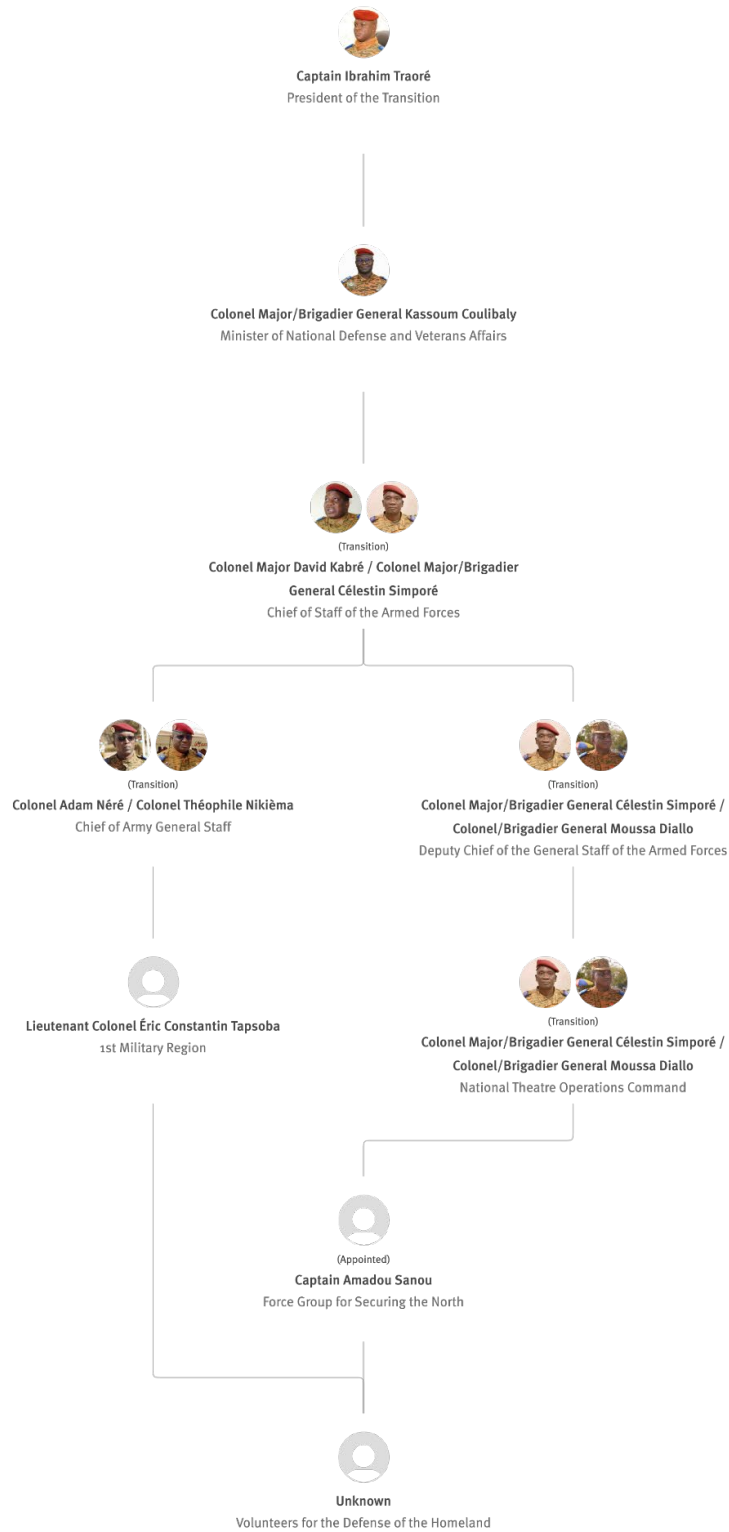 Captain Ibrahim Traoré
President of the Transition
Colonel Major/Brigadier General Kassoum Coulibaly
Minister of National Defense and Veterans Affairs
(Transition)
Colonel Major David Kabré / Colonel Major/Brigadier
General Célestin Simporé
Chief of Staff of the Armed Forces
(Transition)
Colonel Adam Néré / Colonel Théophile Nikièma
Chief of Army General Staff
(Transition)
Colonel Major/Brigadier General Célestin Simporé /
Colonel/Brigadier General Moussa Diallo
Deputy Chief of the General Staff of the Armed Forces
Lieutenant Colonel Éric Constantin Tapsoba
1st Military Region
(Transition)
Colonel Major/Brigadier General Célestin Simporé /
Colonel/Brigadier General Moussa Diallo
National Theatre Operations Command
(Appointed)
Captain Amadou Sanou
Force Group for Securing the North
Unknown
Volunteers for the Defense of the Homeland